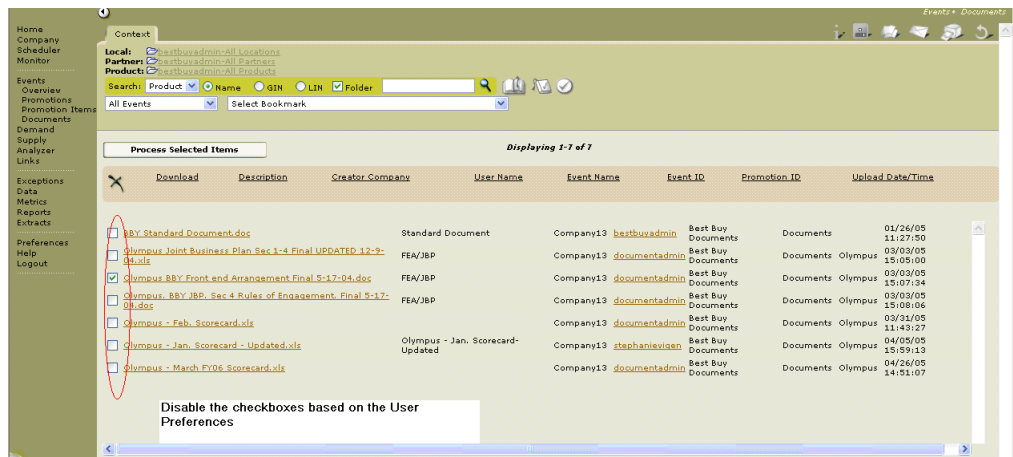 Events • Documents
Home
Company
Scheduler
Monitor
Events
Overview
Promotions
Promotion Items
Documents
Demand
Supply
Analyzer
Links
Exceptions
Data
Metrics
Reports
Extracts
Preferences
Help
Logout
Context
Local: bestbuyadmin-All Locations
Partner: bestbuyadmin-All Partners
Product: bestbuyadmin-All Products
Search: Product Name GIN LIN Folder
All Events Select Bookmark
Process Selected Items Displaying 1-7 of 7
Download Description Creator Company User Name Event Name Event ID Promotion ID Upload Date/Time
BBY Standard Document.doc Standard Document Company13 bestbuyadmin Best Buy Documents Documents 01/26/05 11:27:50
Olympus Joint Business Plan Sec 1-4 Final UPDATED 12-9-
04.xls FEA/JBP Company13 documentadmin Best Buy Documents Documents Olympus 03/03/05 15:05:00
Olympus BBY Front end Arrangement Final 5-17-04.doc FEA/JBP Company13 documentadmin Best Buy Documents Documents Olympus 03/03/05 15:07:34
Olympus. BBY JBP. Sec 4 Rules of Engagement. Final 5-17-
04.doc FEA/JBP Company13 documentadmin Best Buy Documents Documents Olympus 03/03/05 15:08:06
Olympus - Feb. Scorecard.xls Company13 documentadmin Best Buy Documents Documents Olympus 03/31/05 11:43:27
Olympus - Jan. Scorecard - Updated.xls Olympus - Jan. Scorecard-
Updated Company13 stephanievigen Best Buy Documents Documents Olympus 04/05/05 15:59:13
Olympus - March FY06 Scorecard.xls Company13 documentadmin Best Buy Documents Documents Olympus 04/26/05 14:51:07
Disable the checkboxes based on the User
Preferences